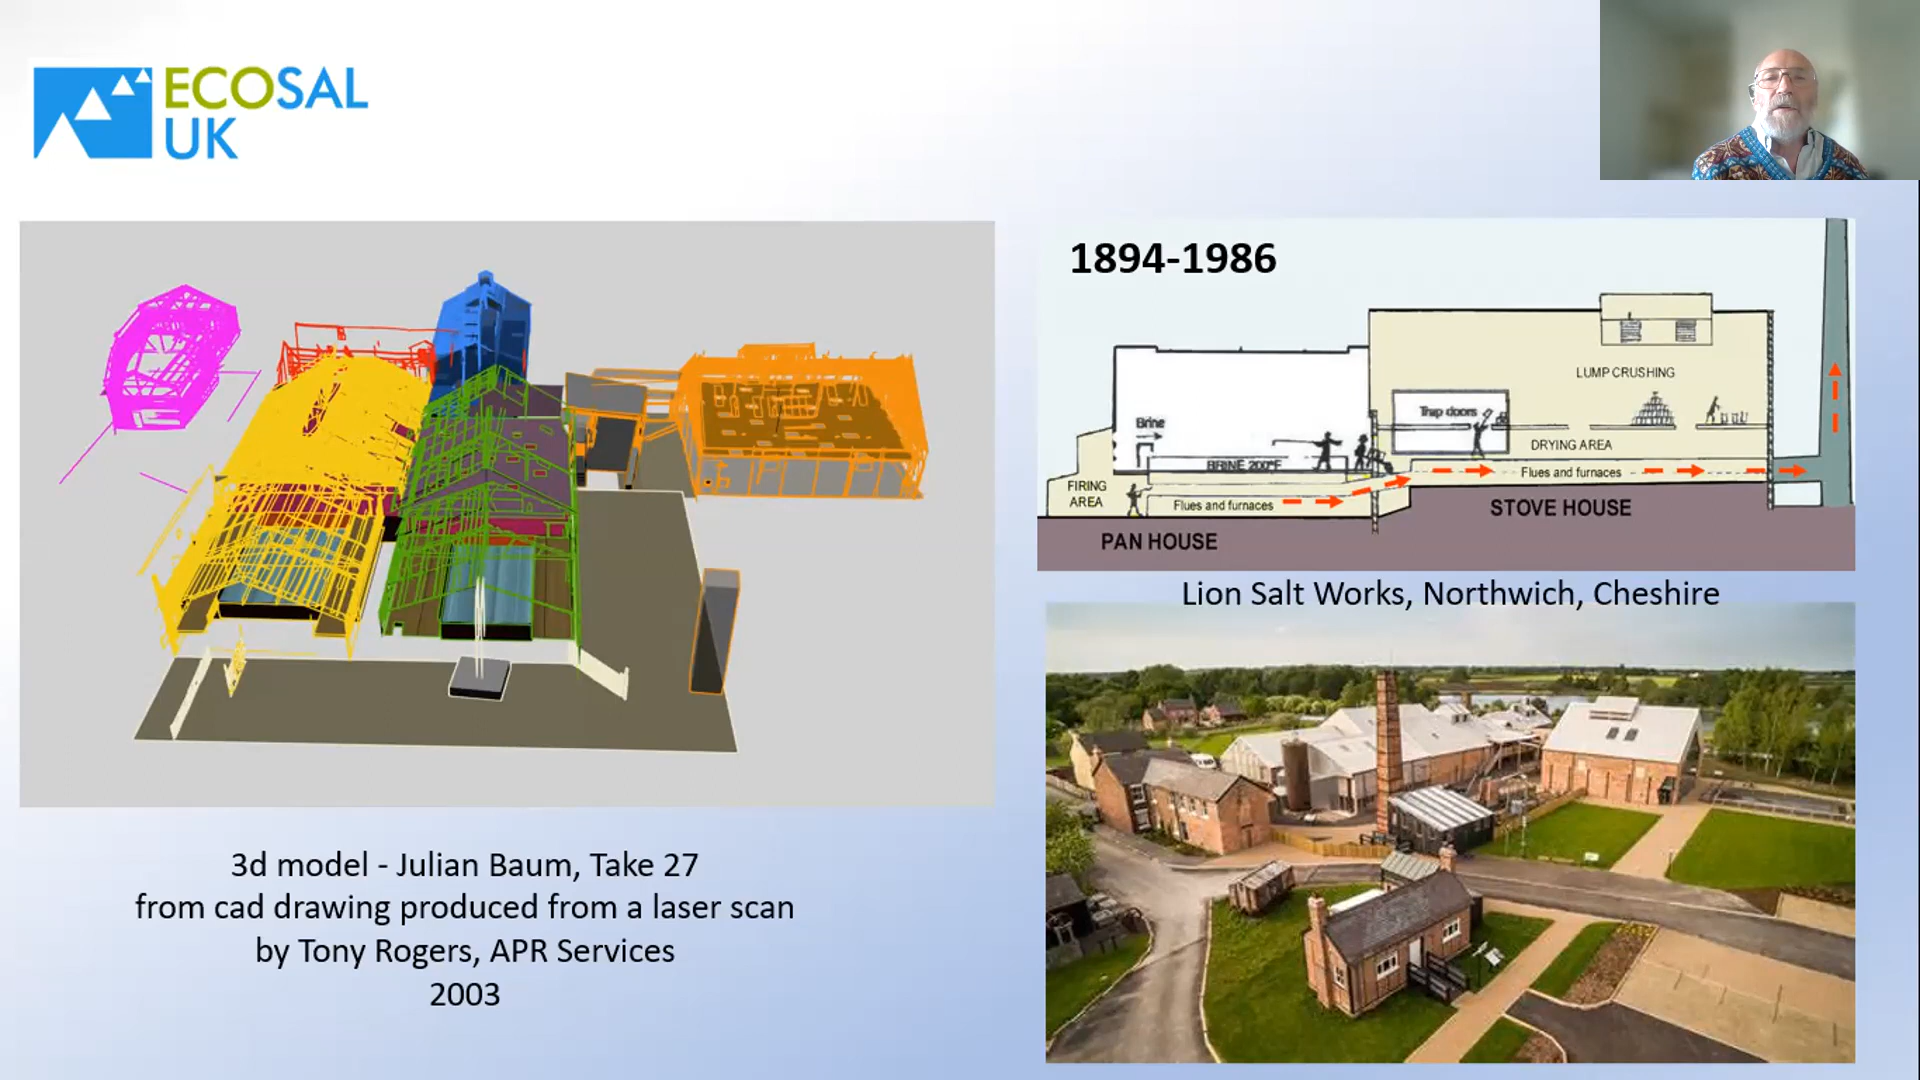 ECOSAL
UK
1894-1986
LUMP CRUSHING
Trap doors
Brine
DRYING AREA
BRINE 200°F
Flues and furnaces
FIRING
AREA
Flues and furnaces
STOVE HOUSE
PAN HOUSE
Lion Salt Works, Northwich, Cheshire
3d model - Julian Baum, Take 27
from cad drawing produced from a laser scan
by Tony Rogers, APR Services
2003